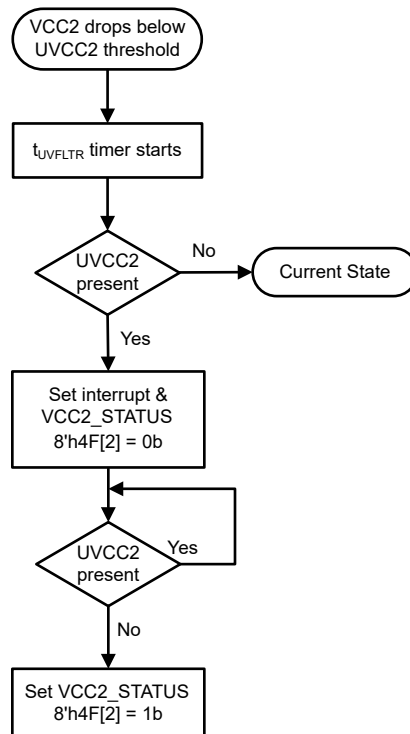 VCC2 drops below
UVCC2 threshold
tUVFLTR timer starts
UVCC2
present
No
Current State
Yes
Set interrupt &
VCC2_STATUS
8'h4F[2] = 0b
UVCC2
present
Yes
No
Set VCC2_STATUS
8'h4F[2] = 1b